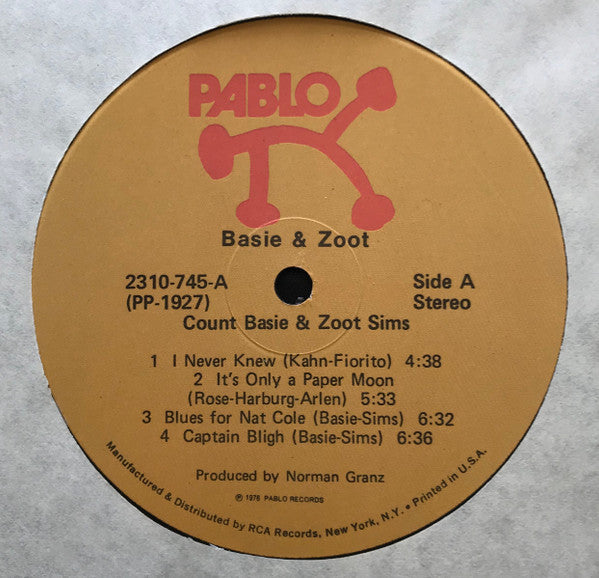 PABLO
Basie & Zoot
2310-745-A
(PP-1927)
Side A
Stereo
Count Basie & Zoot Sims
1 I Never Knew (Kahn-Fiorito) 4:38
2 It's Only a Paper Moon
(Rose-Harburg-Arlen) 5:33
3 Blues for Nat Cole (Basie-Sims) 6:32
4 Captain Bligh (Basie-Sims) 6:36
Produced by Norman Granz
℗ 1976 PABLO RECORDS
Manufactured & Distributed by RCA Records, New York, N.Y. • Printed in U.S.A.